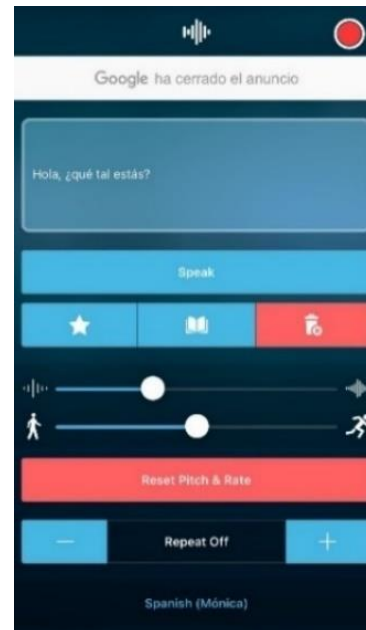 Google ha cerrado el anuncio
Hola, ¿qué tal estás?
Speak
Reset Pitch & Rate
Repeat Off
Spanish (Mónica)